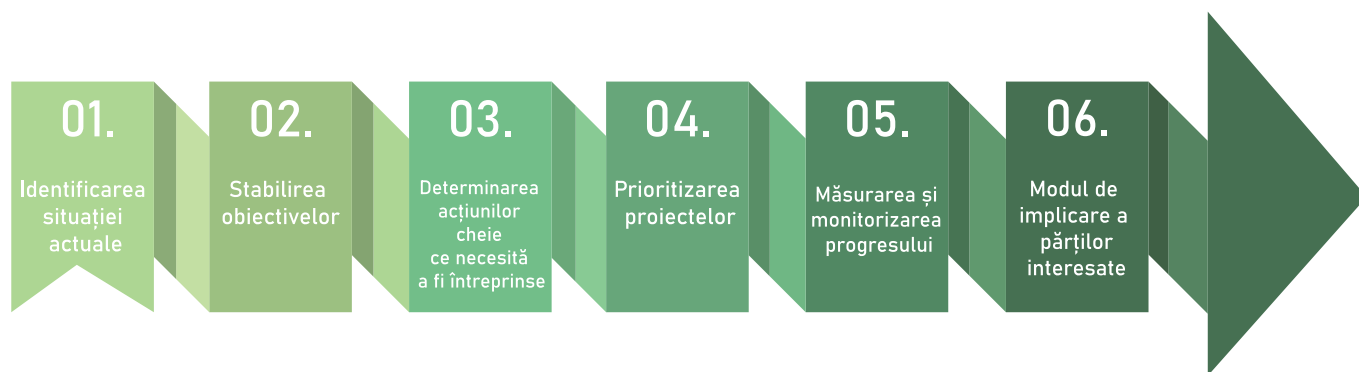 01.
Identificarea
situației
actuale
02.
Stabilirea
obiectivelor
03.
Determinarea
acțiunilor
cheie
ce necesită
a fi întreprinse
04.
Prioritizarea
proiectelor
05.
Măsurarea și
monitorizarea
progresului
06.
Modul de
implicare a
părților
interesate